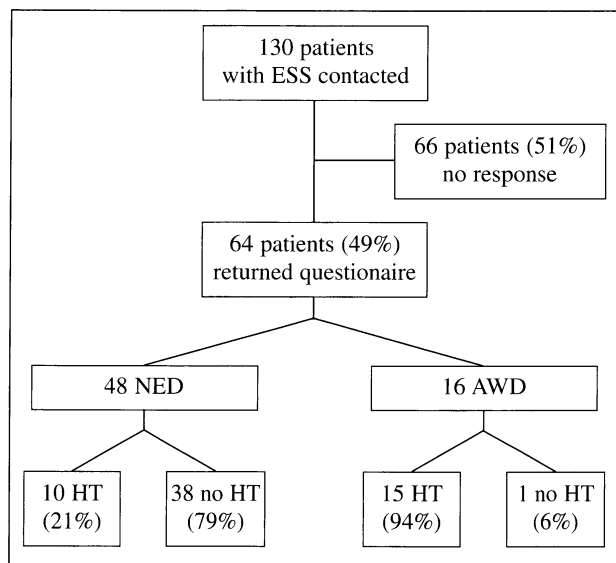 130 patients
with ESS contacted
66 patients (51%)
no response
64 patients (49%)
returned questionaire
48 NED
16 AWD
10 HT
(21%)
38 no HT
(79%)
15 HT
(94%)
1 no HT
(6%)